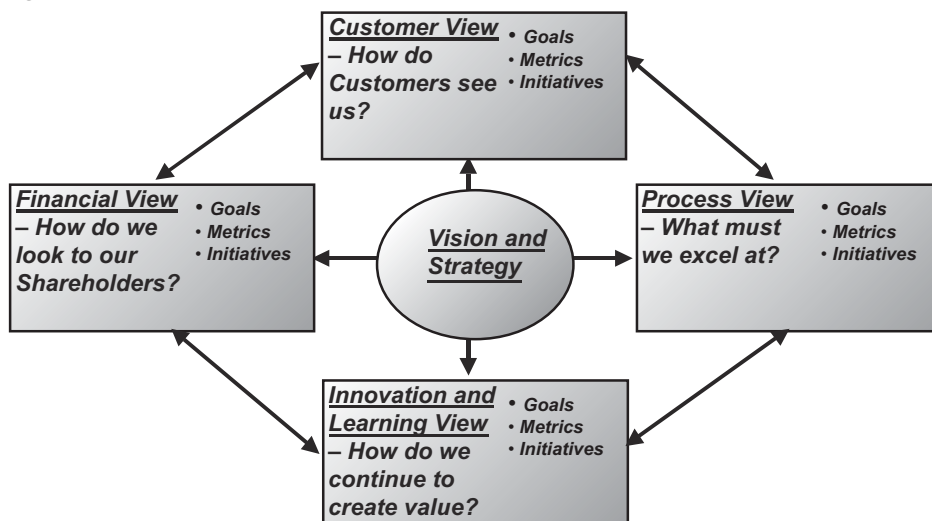 Customer View
– How do
Customers see
us?
• Goals
• Metrics
• Initiatives
Financial View
– How do we
look to our
Shareholders?
• Goals
• Metrics
• Initiatives
Vision and
Strategy
Process View
– What must
we excel at?
• Goals
• Metrics
• Initiatives
Innovation and
Learning View
– How do we
continue to
create value?
• Goals
• Metrics
• Initiatives